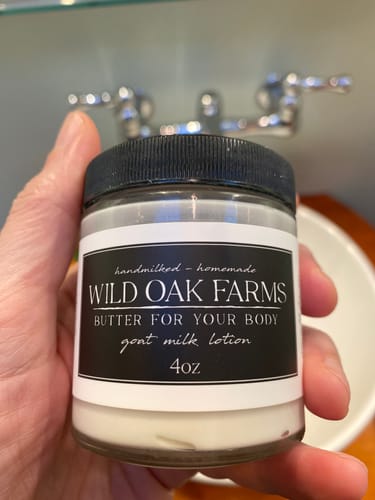 handmilked - homemade
WILD OAK FARMS
BUTTER FOR YOUR BODY
goat milk lotion
4oz